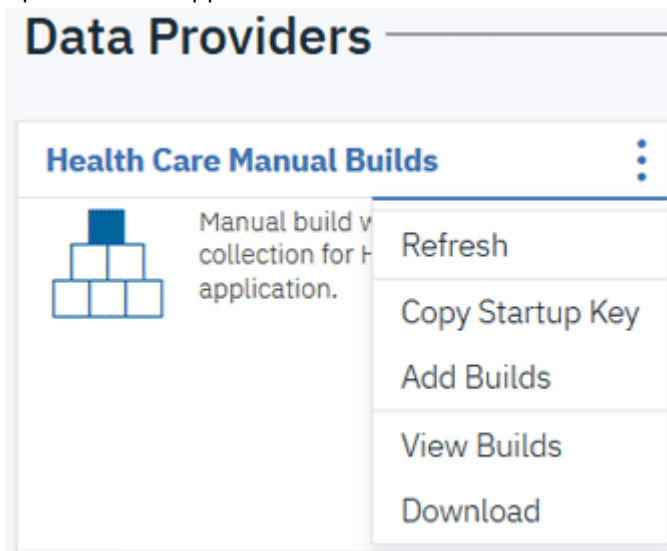 Data Providers
Health Care Manual Builds
Manual build
collection for
application.
Refresh
Copy Startup Key
Add Builds
View Builds
Download